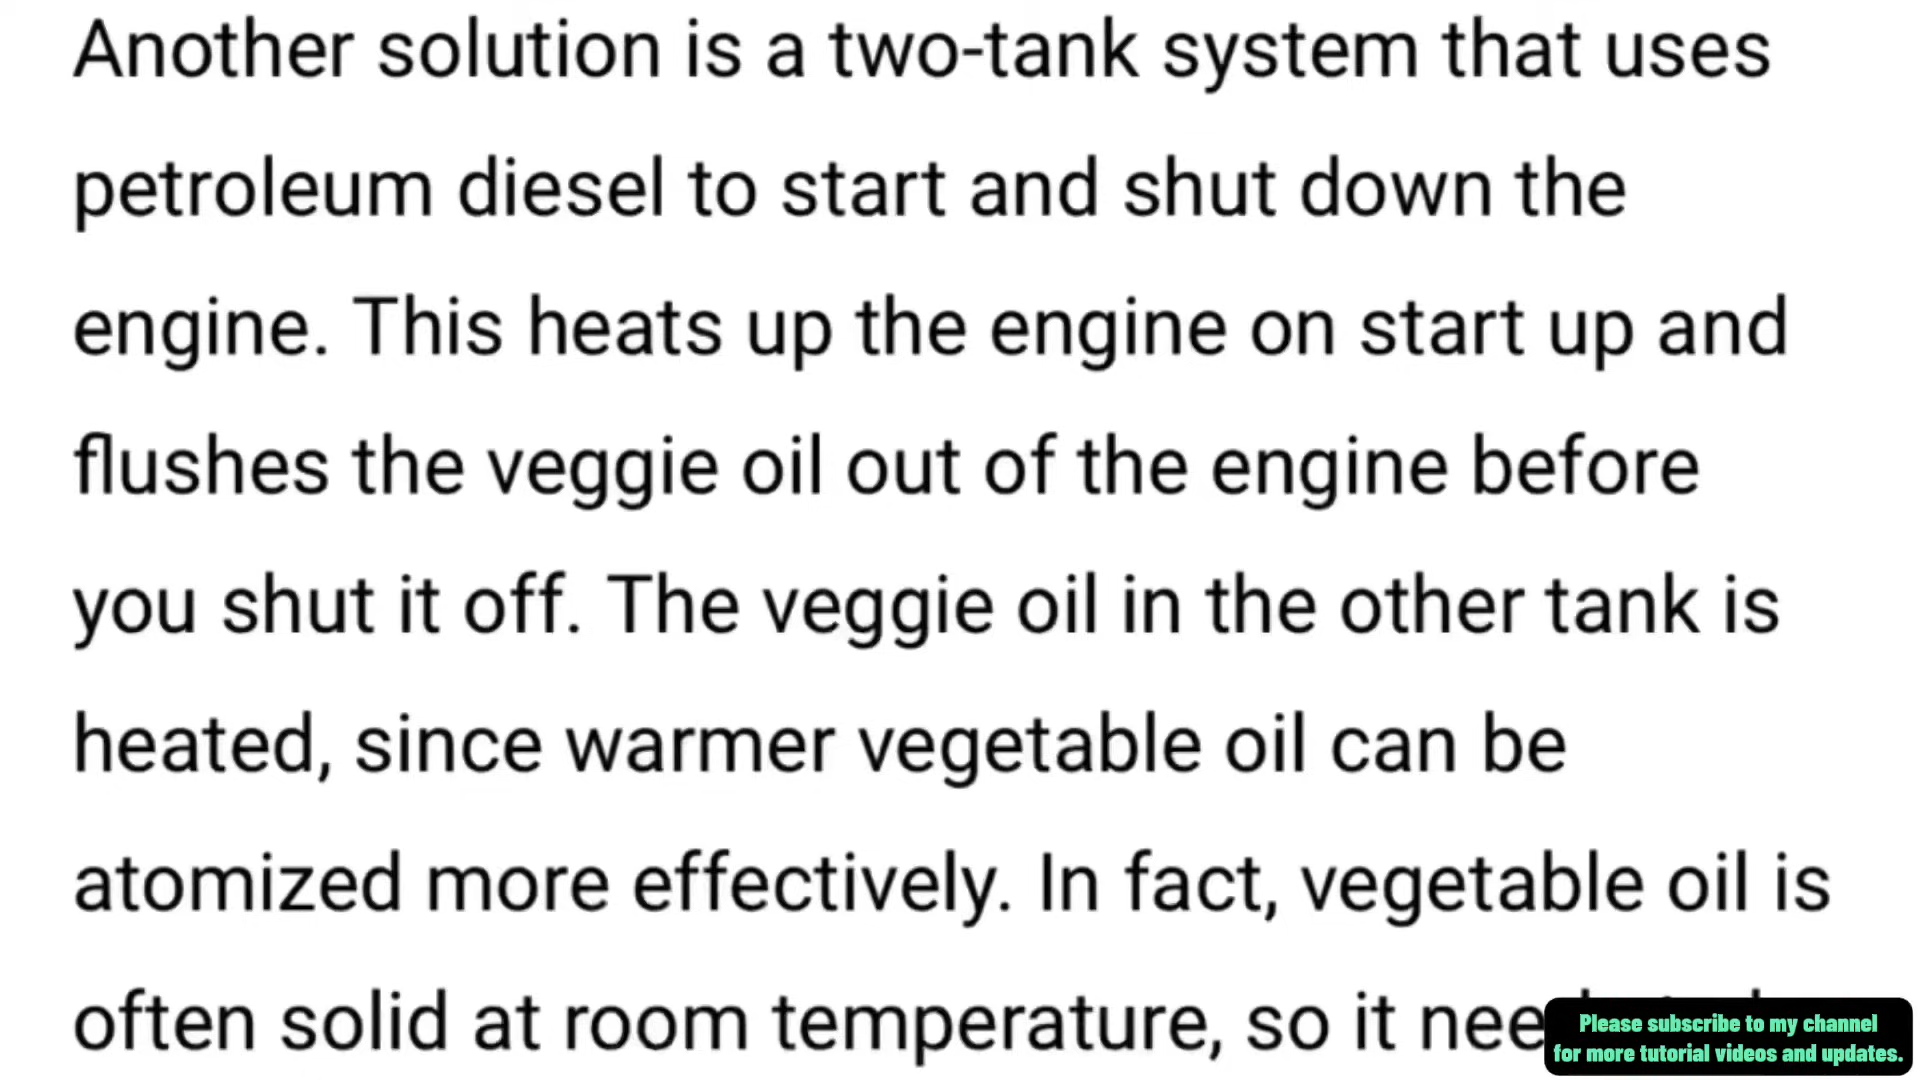 Another solution is a two-tank system that uses
petroleum diesel to start and shut down the
engine. This heats up the engine on start up and
flushes the veggie oil out of the engine before
you shut it off. The veggie oil in the other tank is
heated, since warmer vegetable oil can be
atomized more effectively. In fact, vegetable oil is
often solid at room temperature, so it
Please subscribe to my channel
for more tutorial videos and updates.